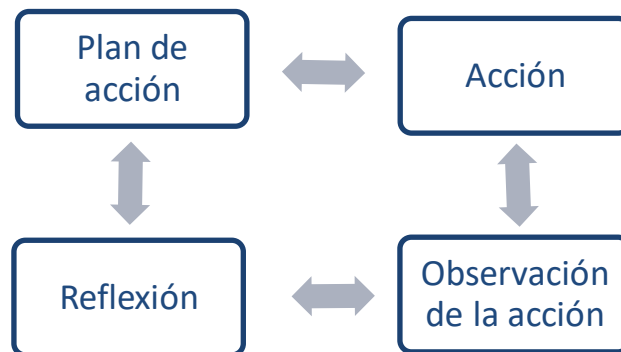 Plan de
acción
Acción
Reflexión
Observación
de la acción